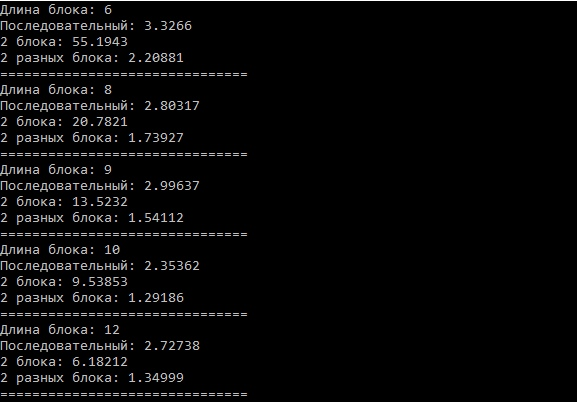 Длина блока: 6
Последовательный: 3.3266
2 блока: 55.1943
2 разных блока: 2.20881
===============================
Длина блока: 8
Последовательный: 2.80317
2 блока: 20.7821
2 разных блока: 1.73927
===============================
Длина блока: 9
Последовательный: 2.99637
2 блока: 13.5232
2 разных блока: 1.54112
===============================
Длина блока: 10
Последовательный: 2.35362
2 блока: 9.53853
2 разных блока: 1.29186
===============================
Длина блока: 12
Последовательный: 2.72738
2 блока: 6.18212
2 разных блока: 1.34999
===============================